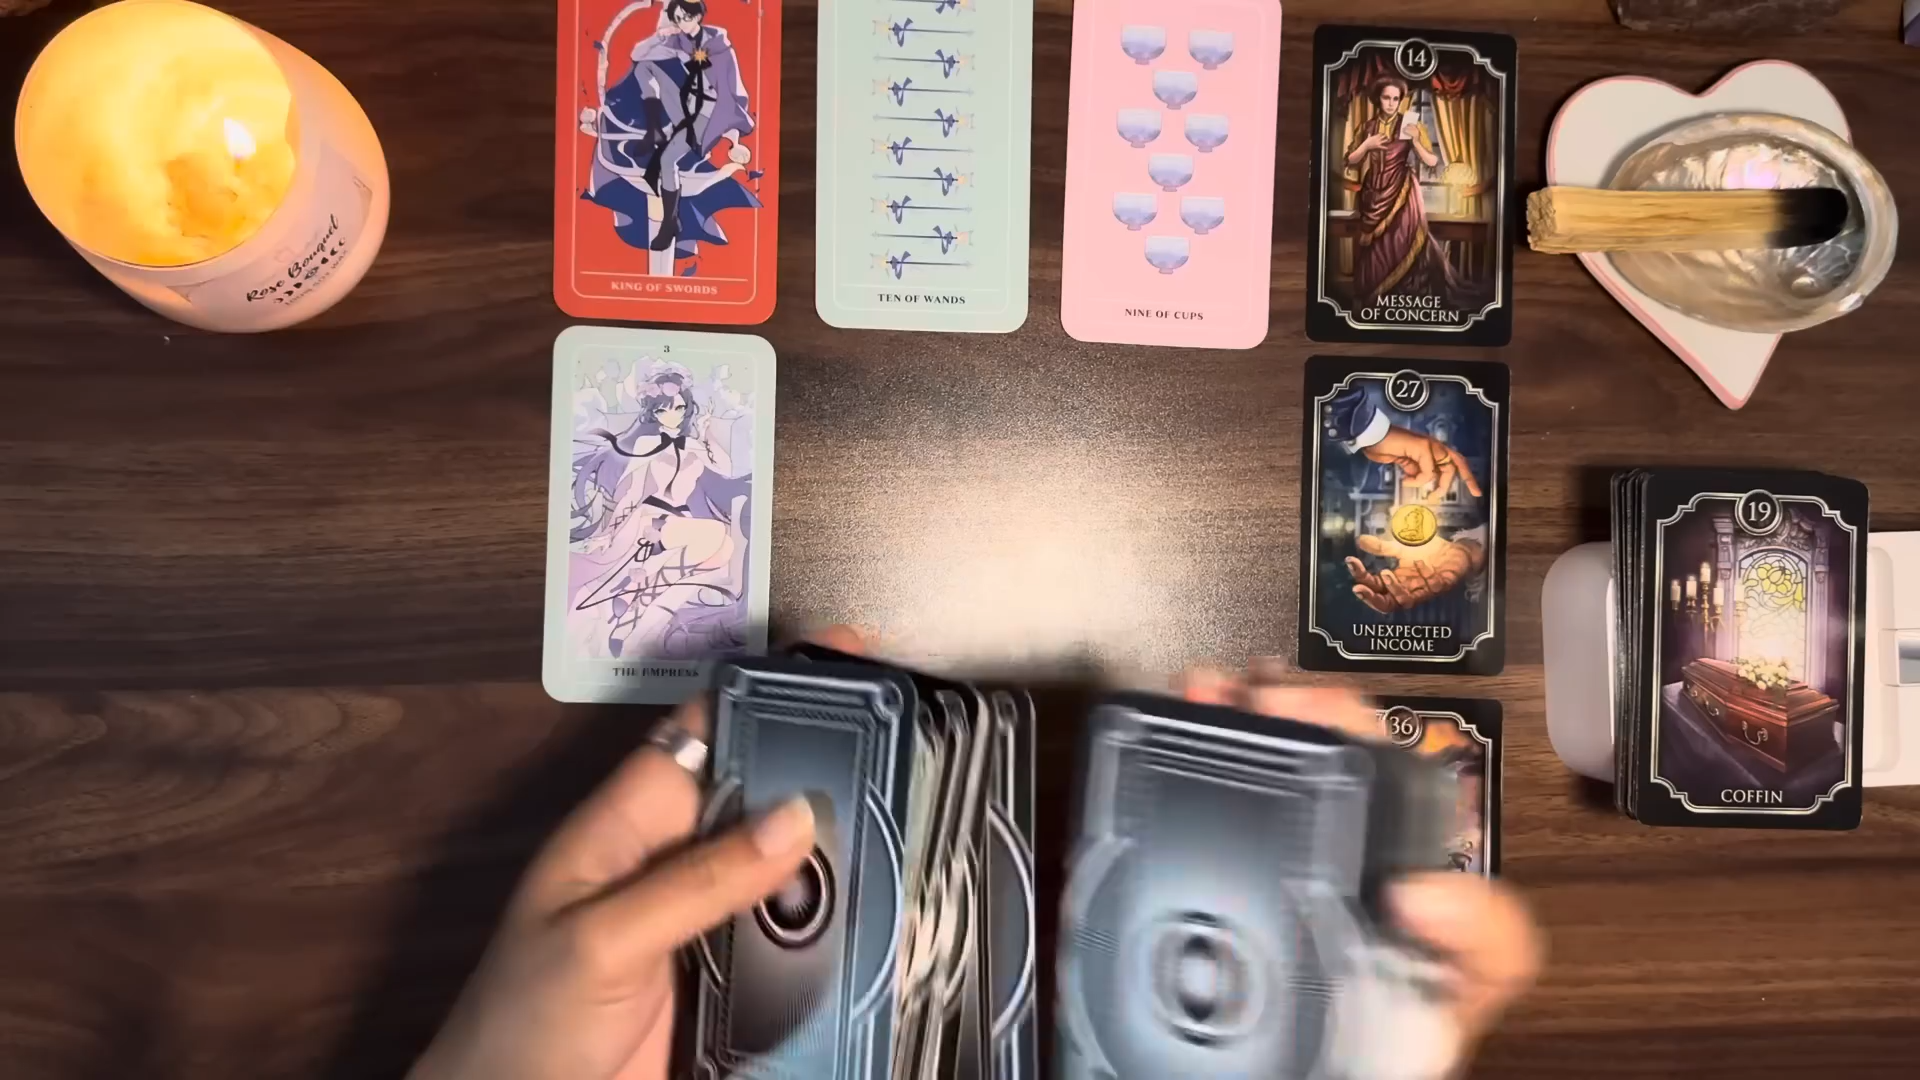 Rose Bouquet
KING OF SWORDS
TEN OF WANDS
NINE OF CUPS
14
MESSAGE
OF CONCERN
3
THE EMPRESS
27
UNEXPECTED
INCOME
36
19
COFFIN